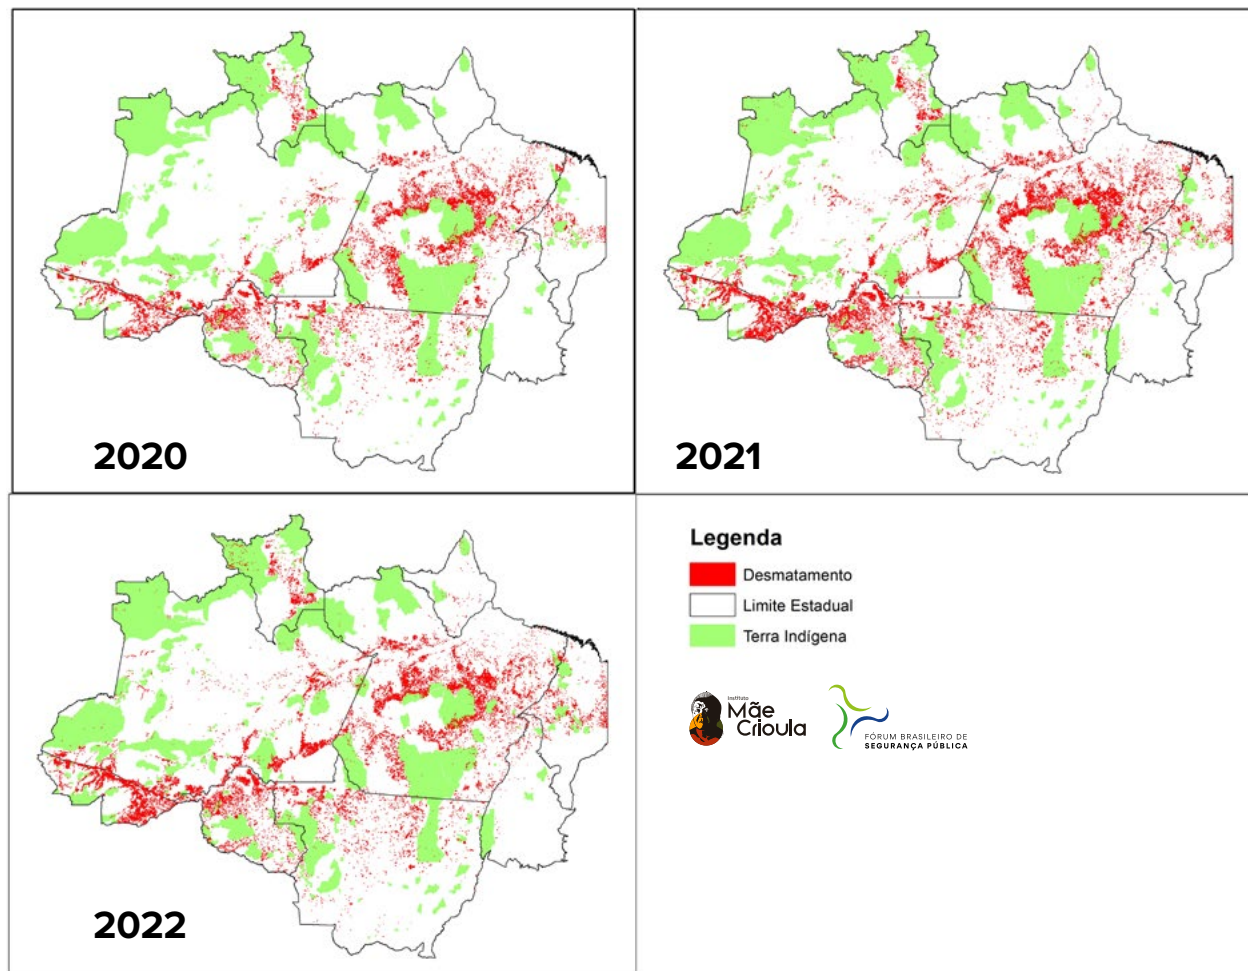 2020
2021
2022
Legenda
Desmatamento
Limite Estadual
Terra Indígena
Instituto
Mãe
Crioula
FÓRUM BRASILEIRO DE
SEGURANÇA PÚBLICA